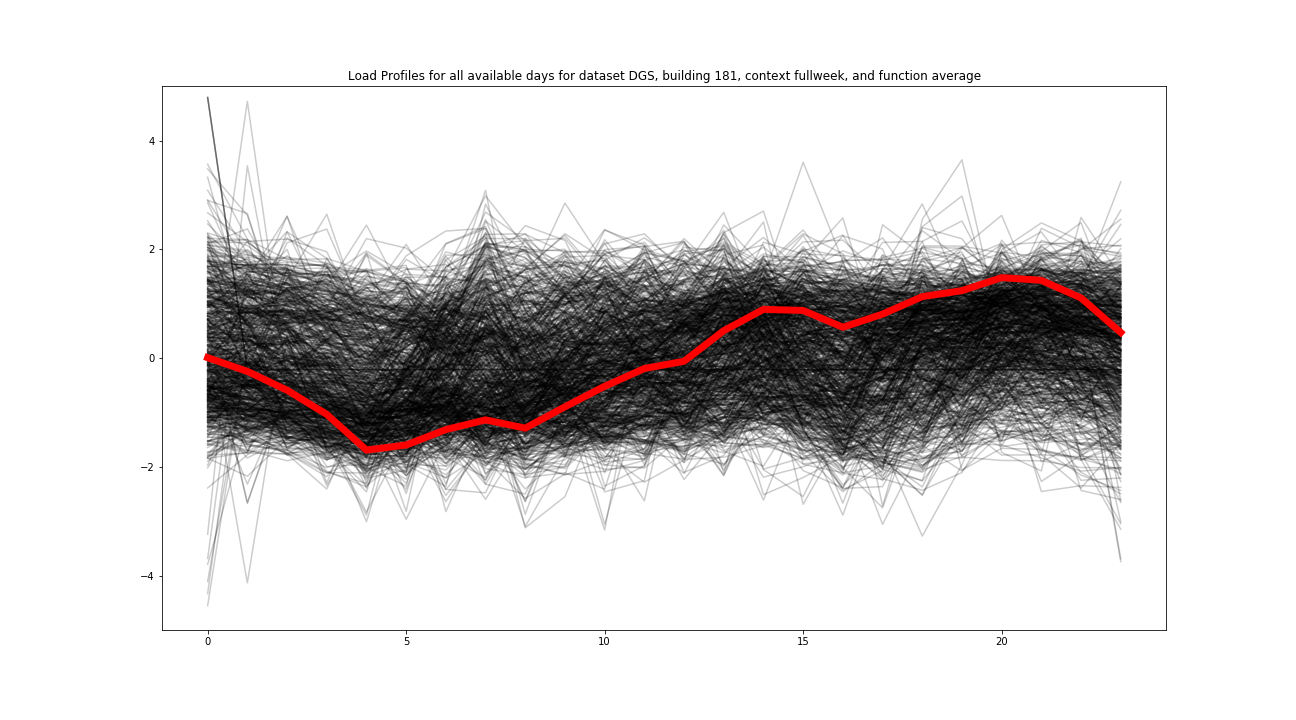 Load Profiles for all available days for dataset DGS, building 181, context fullweek, and function average
4
2
0
−2
−4
0 5 10 15 20